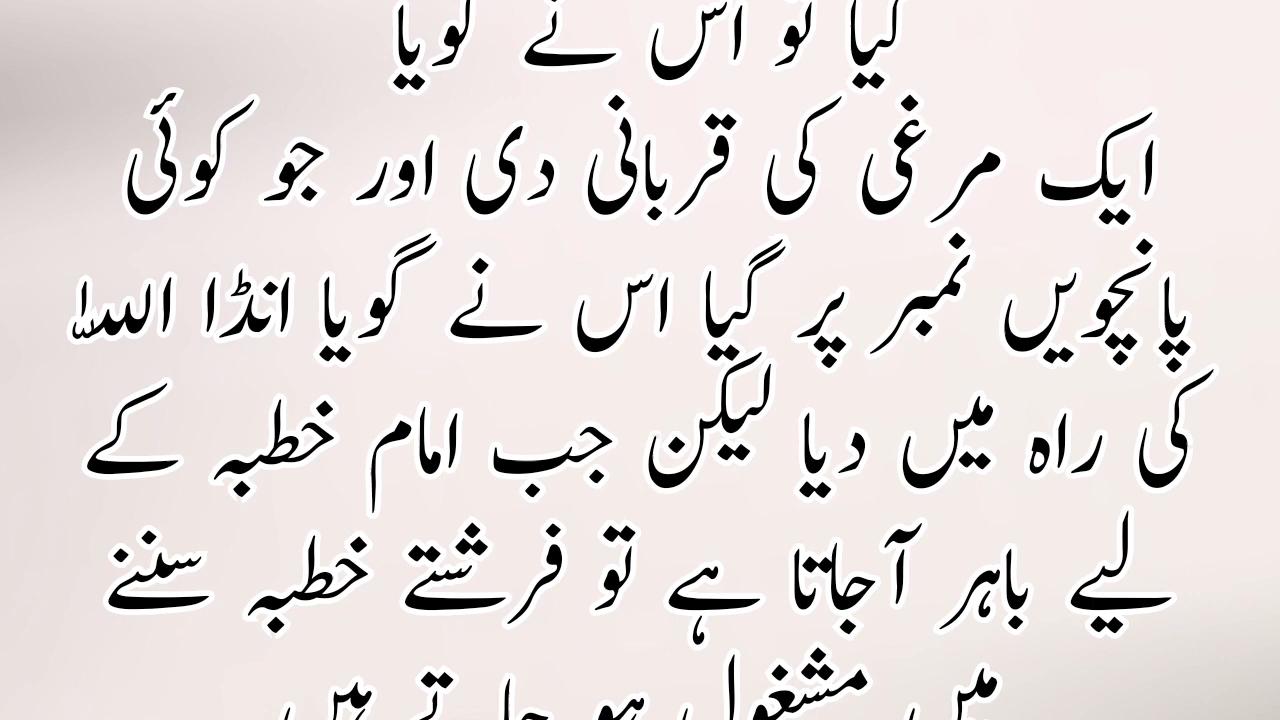 گیا تو اس نے گویا
ایک مرغی کی قربانی دی اور جو کوئی
پانچویں نمبر پر گیا اس نے گویا انڈا اللہ
کی راہ میں دیا لیکن جب امام خطبہ کے
لیے باہر آجاتا ہے تو فرشتے خطبہ سننے
میں مشغول ہو جاتے ہیں